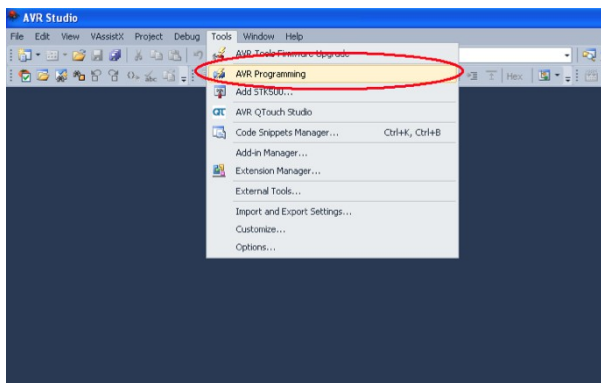 AVR Studio
File Edit View VAssistX Project Debug Tools Window Help
AVR Tools Firmware Upgrade
AVR Programming
Hex
Add STK500...
QT AVR QTouch Studio
Code Snippets Manager... Ctrl+K, Ctrl+B
Add-in Manager...
Extension Manager...
External Tools...
Import and Export Settings...
Customize...
Options...